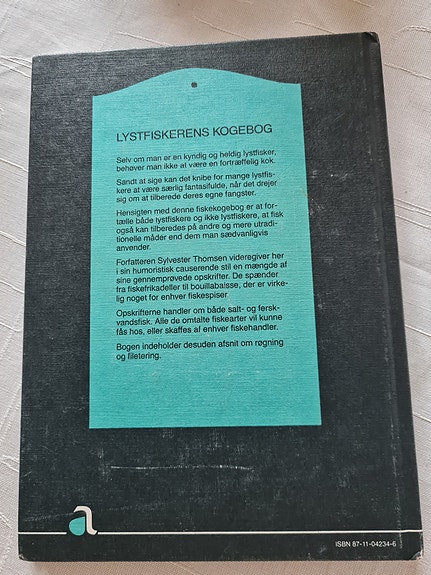 LYSTFISKERENS KOGEBOG
Selv om man er en kyndig og heldig lystfisker,
behøver man ikke at være en fortræffelig kok.
Sandt at sige kan det knibe for mange lystfis-
kere at være særlig fantasifulde, når det drejer
sig om at tilberede deres egne fangster.
Hensigten med denne fiskekogebog er at for-
tælle både lystfiskere og ikke lystfiskere, at fisk
også kan tilberedes på andre og mere utradi-
tionelle måder end dem man sædvanligvis
anvender.
Forfatteren Sylvester Thomsen videregiver her
i sin humoristisk causerende stil en mængde af
sine gennemprøvede opskrifter. De spænder
fra fiskefrikadeller til bouillabaisse, der er virke-
lig noget for enhver fiskespiser
Opskrifterne handler om både salt- og fersk-
vandsfisk. Alle de omtalte fiskearter vil kunne
fås hos, eller skaffes af enhver fiskehandler.
Bogen indeholder desuden afsnit om røgning
og filetering.
a
ISBN 87-11-04234-6